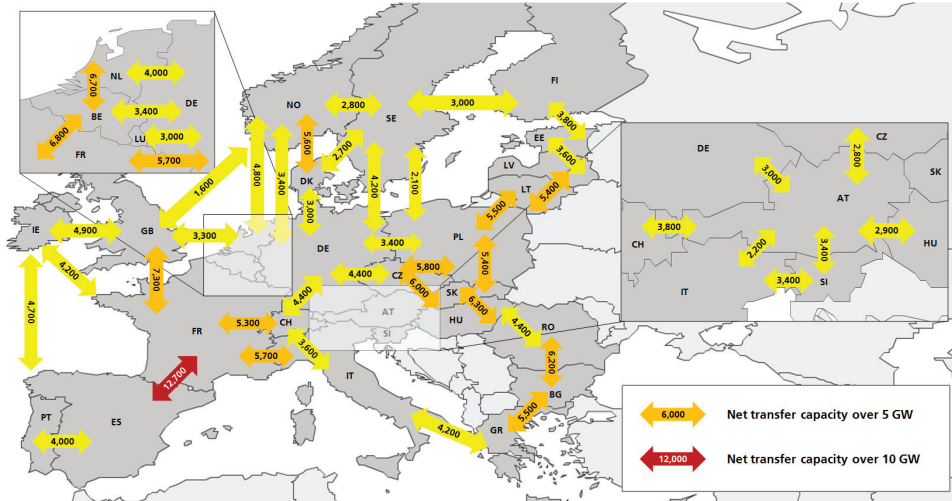 6,700
NL
4,000
DE
BE
3,400
6,800
LU
3,000
FR
5,700
FI
NO
2,800
SE
3,000
3,800
EE
3,600
LV
LT
5,400
5,500
1,600
4,800
3,400
5,600
2,700
DK
3,000
4,200
2,100
IE
4,900
GB
3,300
DE
3.400
PL
5,400
4,200
4,700
7,300
4,400
CZ
5,800
6,000
SK
6,300
HU
4,400
RO
4,400
AT
SI
FR
5.300
CH
5,700
3,600
IT
12,700
6,200
BG
5,500
GR
4,200
PT
ES
4,000
DE
CZ
2,800
SK
3,000
AT
CH
3,800
2,200
3,400
2,900
HU
IT
3,400
SI
6,000
Net transfer capacity over 5 GW
12,000
Net transfer capacity over 10 GW